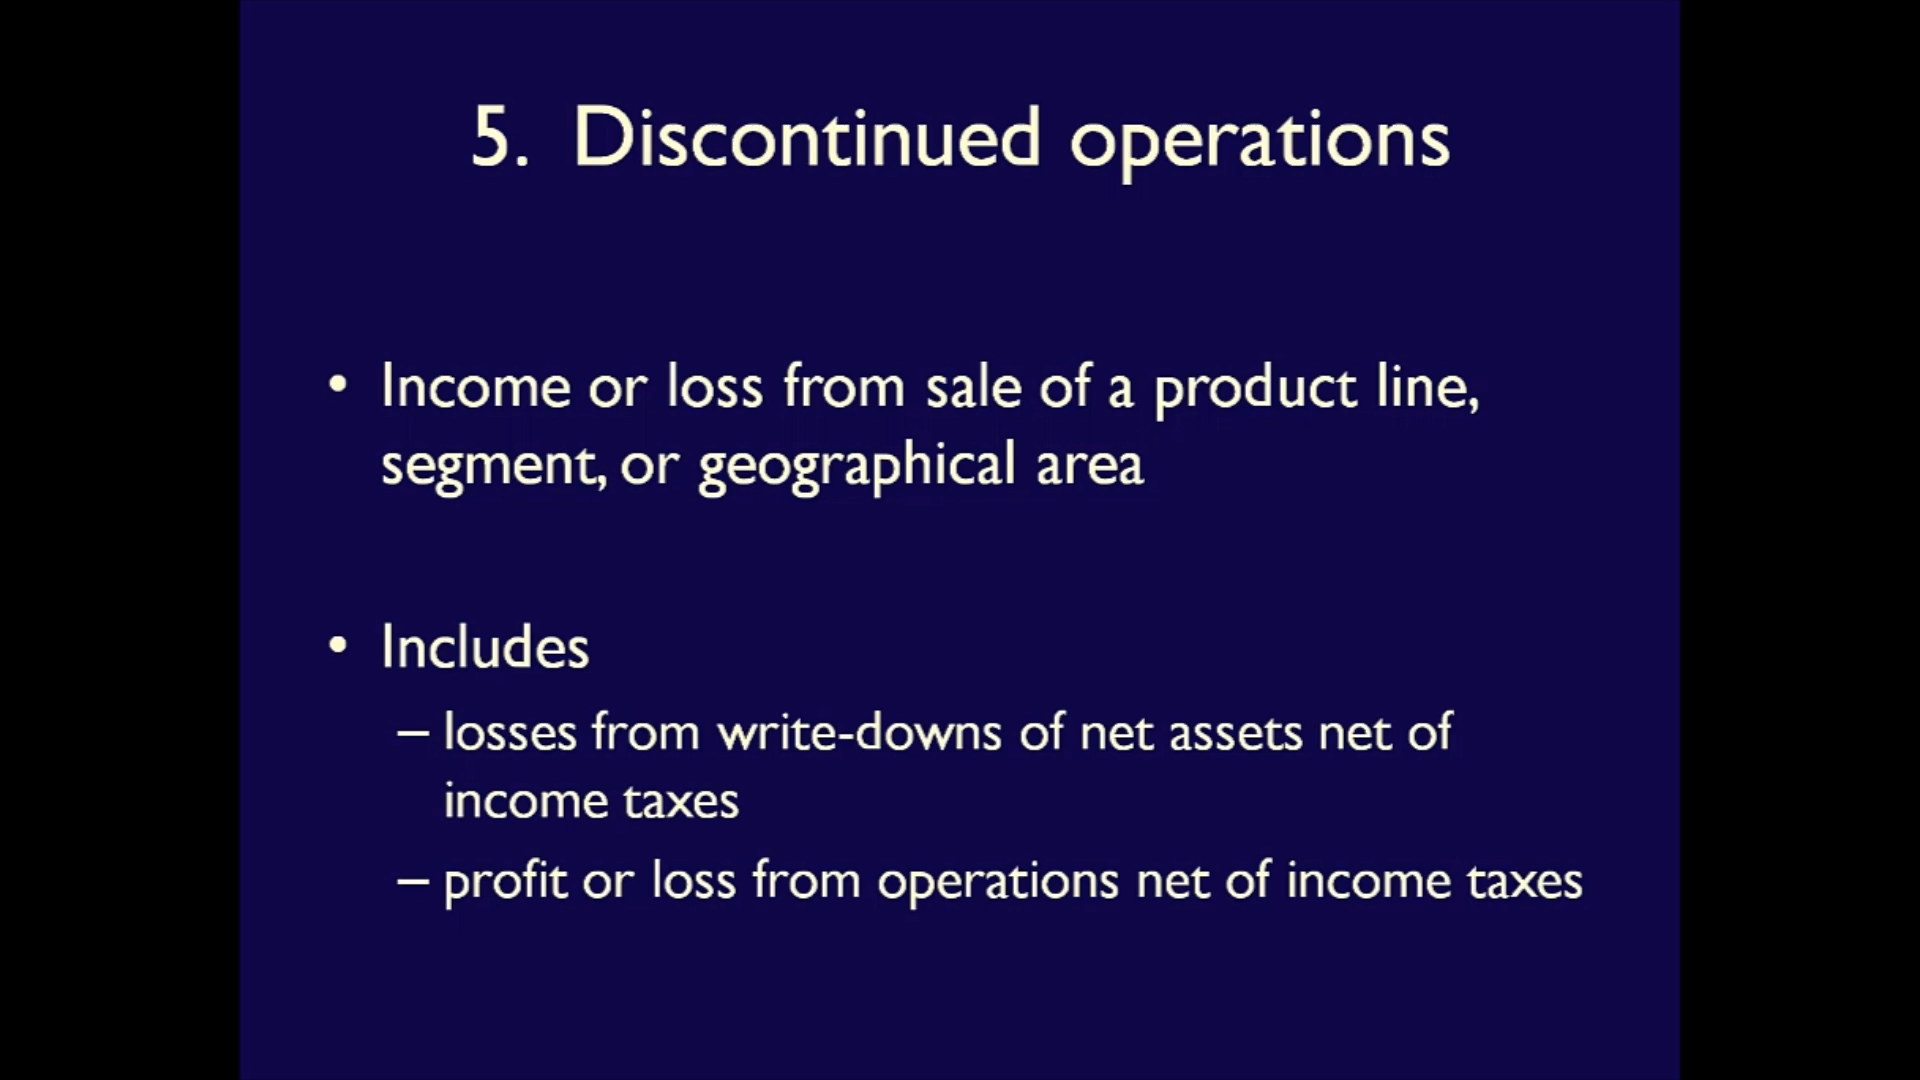 5. Discontinued operations
• Income or loss from sale of a product line,
segment, or geographical area
• Includes
– losses from write-downs of net assets net of
income taxes
– profit or loss from operations net of income taxes